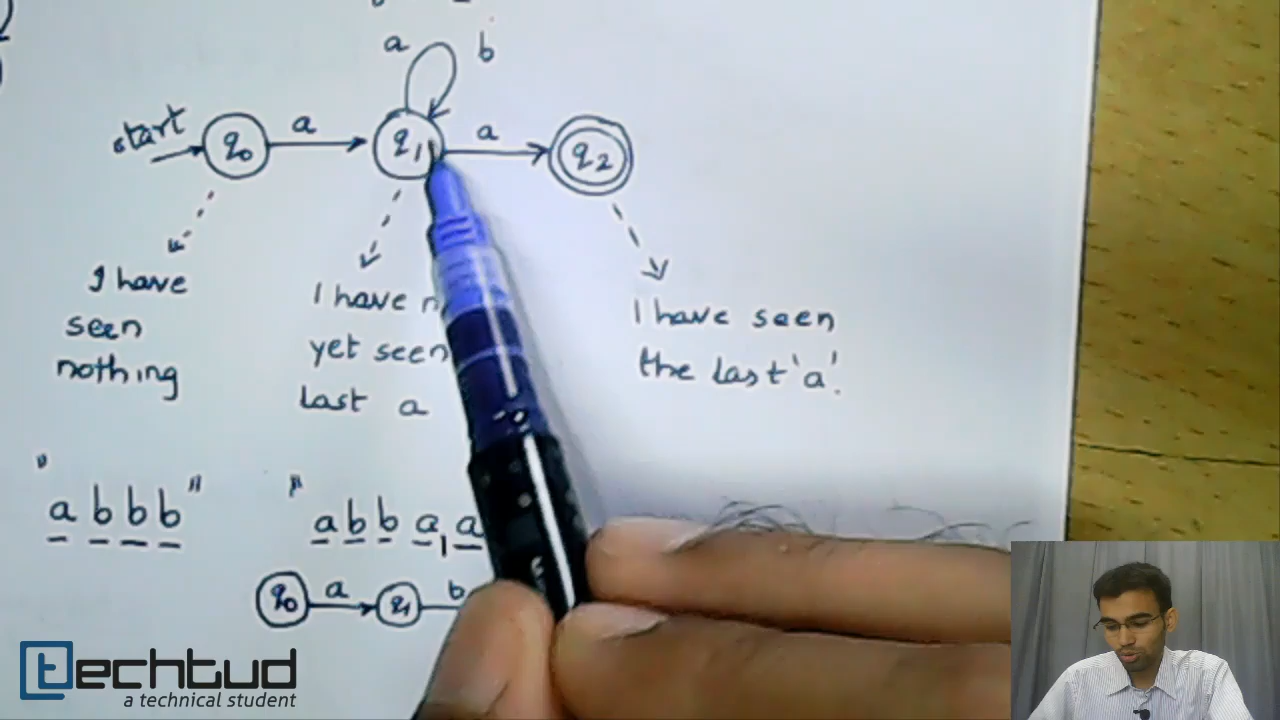 a b
start q0 a q1 a q2
I have
seen
nothing
I have
yet seen
last a
I have seen
the last 'a'.
"a b b b"
"a b b a a
q0 a q1 b
techtud
a technical student